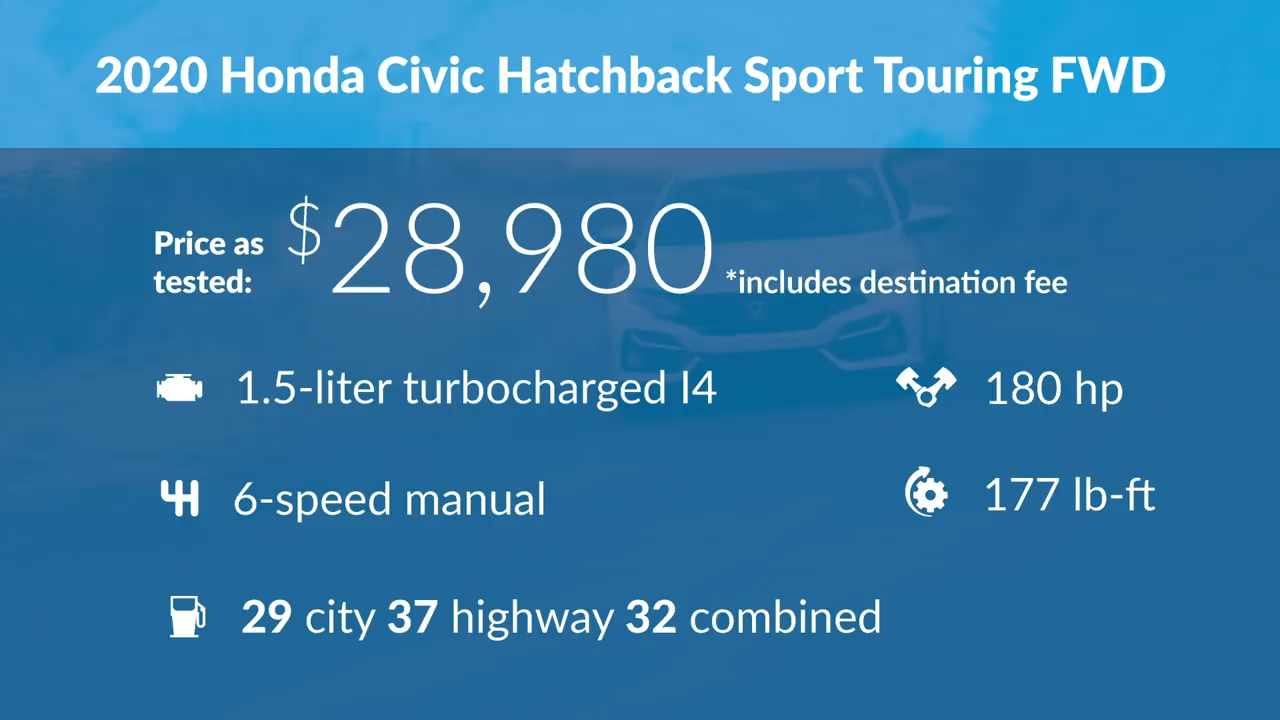 2020 Honda Civic Hatchback Sport Touring FWD
Price as
tested:
$28,980
*includes destination fee
1.5-liter turbocharged I4
180 hp
6-speed manual
177 lb-ft
29 city 37 highway 32 combined